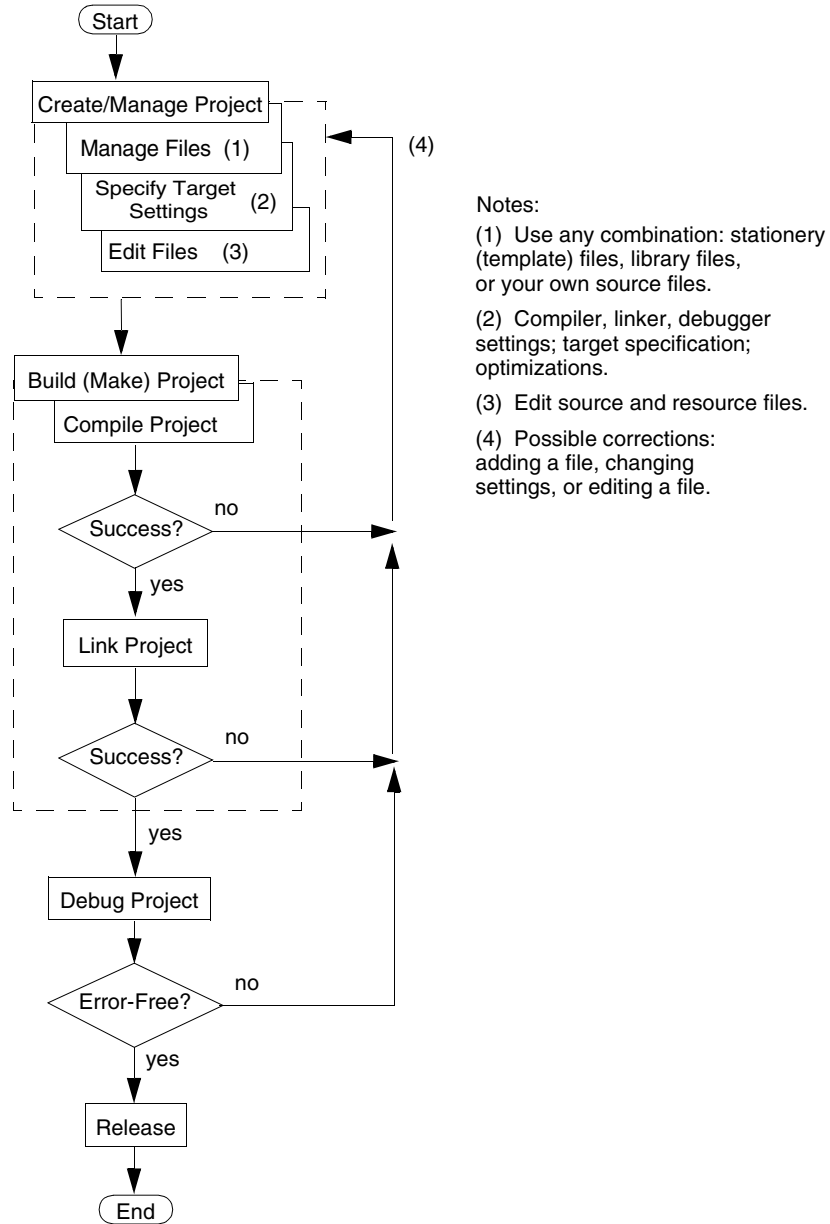 Start
Create/Manage Project
Manage Files (1)
Specify Target
Settings (2)
Edit Files (3)
(4)
Build (Make) Project
Compile Project
Success?
no
yes
Link Project
Success?
no
yes
Debug Project
Error-Free?
no
yes
Release
End
Notes:
(1) Use any combination: stationery
(template) files, library files,
or your own source files.
(2) Compiler, linker, debugger
settings; target specification;
optimizations.
(3) Edit source and resource files.
(4) Possible corrections:
adding a file, changing
settings, or editing a file.